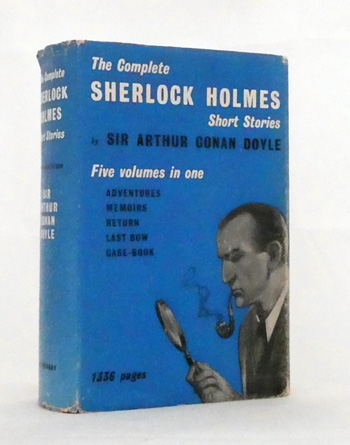 The Complete
SHERLOCK HOLMES
Short Stories
by SIR ARTHUR CONAN DOYLE
Five volumes in one
ADVENTURES
MEMOIRS
RETURN
LAST BOW
CASE-BOOK
1336 pages
The Complete
SHERLOCK
HOLMES
Short Stories
SIR
ARTHUR
CONAN
DOYLE